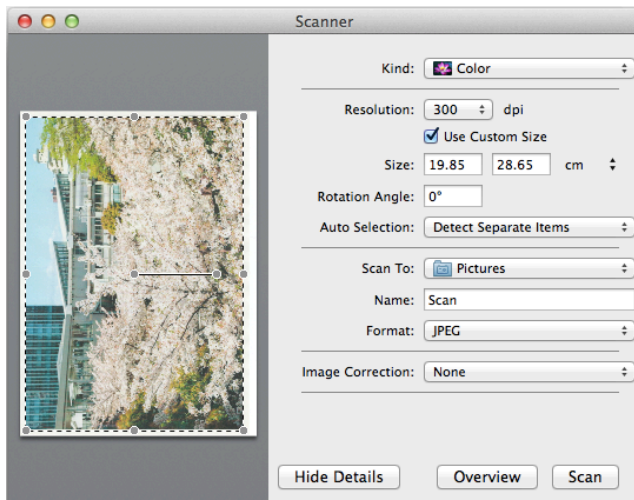 Scanner
Kind: Color
Resolution: 300 dpi
Use Custom Size
Size: 19.85 28.65 cm
Rotation Angle: 0°
Auto Selection: Detect Separate Items
Scan To: Pictures
Name: Scan
Format: JPEG
Image Correction: None
Hide Details Overview Scan